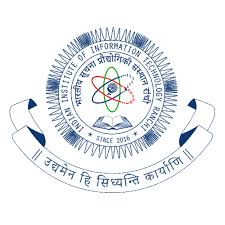 INDIAN INSTITUTE OF INFORMATION TECHNOLOGY RANCHI
भारतीय सूचना प्रौद्योगिकी संस्थान रांची
SINCE 2016
॥ उद्यमेन हि सिध्यन्ति कार्याणि ॥